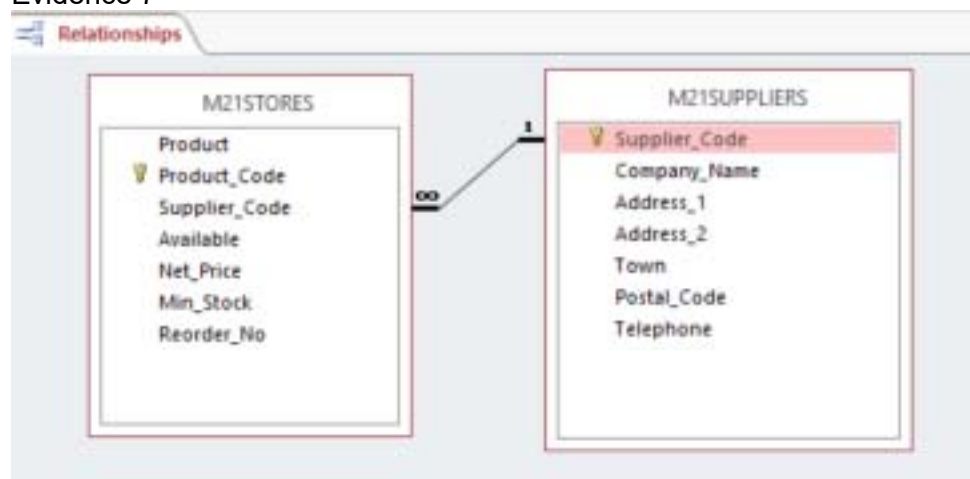 Relationships
M21STORES
Product
Product_Code
Supplier_Code
Available
Net_Price
Min_Stock
Reorder_No
∞
1
M21SUPPLIERS
Supplier_Code
Company_Name
Address_1
Address_2
Town
Postal_Code
Telephone